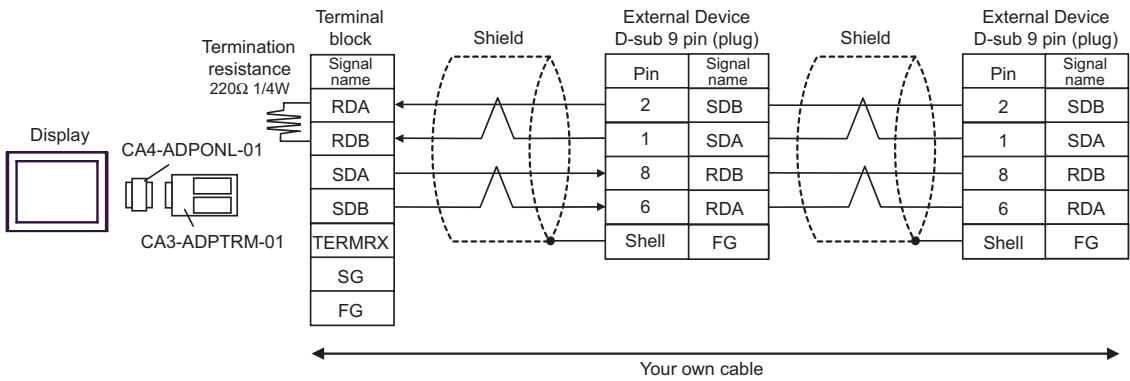 Display
CA4-ADPONL-01
CA3-ADPTRM-01
Termination
resistance
220Ω 1/4W
Terminal
block
Signal
name
RDA
RDB
SDA
SDB
TERMRX
SG
FG
Shield
External Device
D-sub 9 pin (plug)
Pin Signal
name
2 SDB
1 SDA
8 RDB
6 RDA
Shell FG
Shield
External Device
D-sub 9 pin (plug)
Pin Signal
name
2 SDB
1 SDA
8 RDB
6 RDA
Shell FG
Your own cable